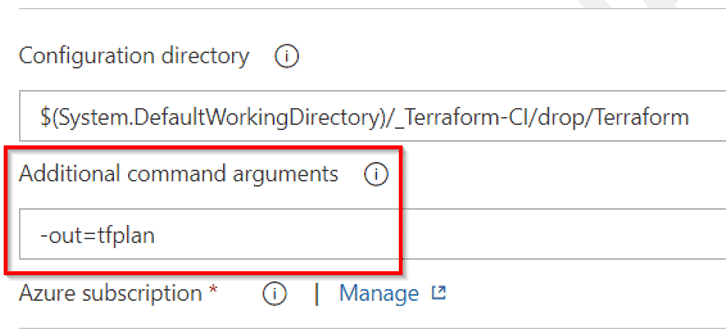 Configuration directory
$(System.DefaultWorkingDirectory)/_Terraform-CI/drop/Terraform
Additional command arguments
-out=tfplan
Azure subscription * | Manage